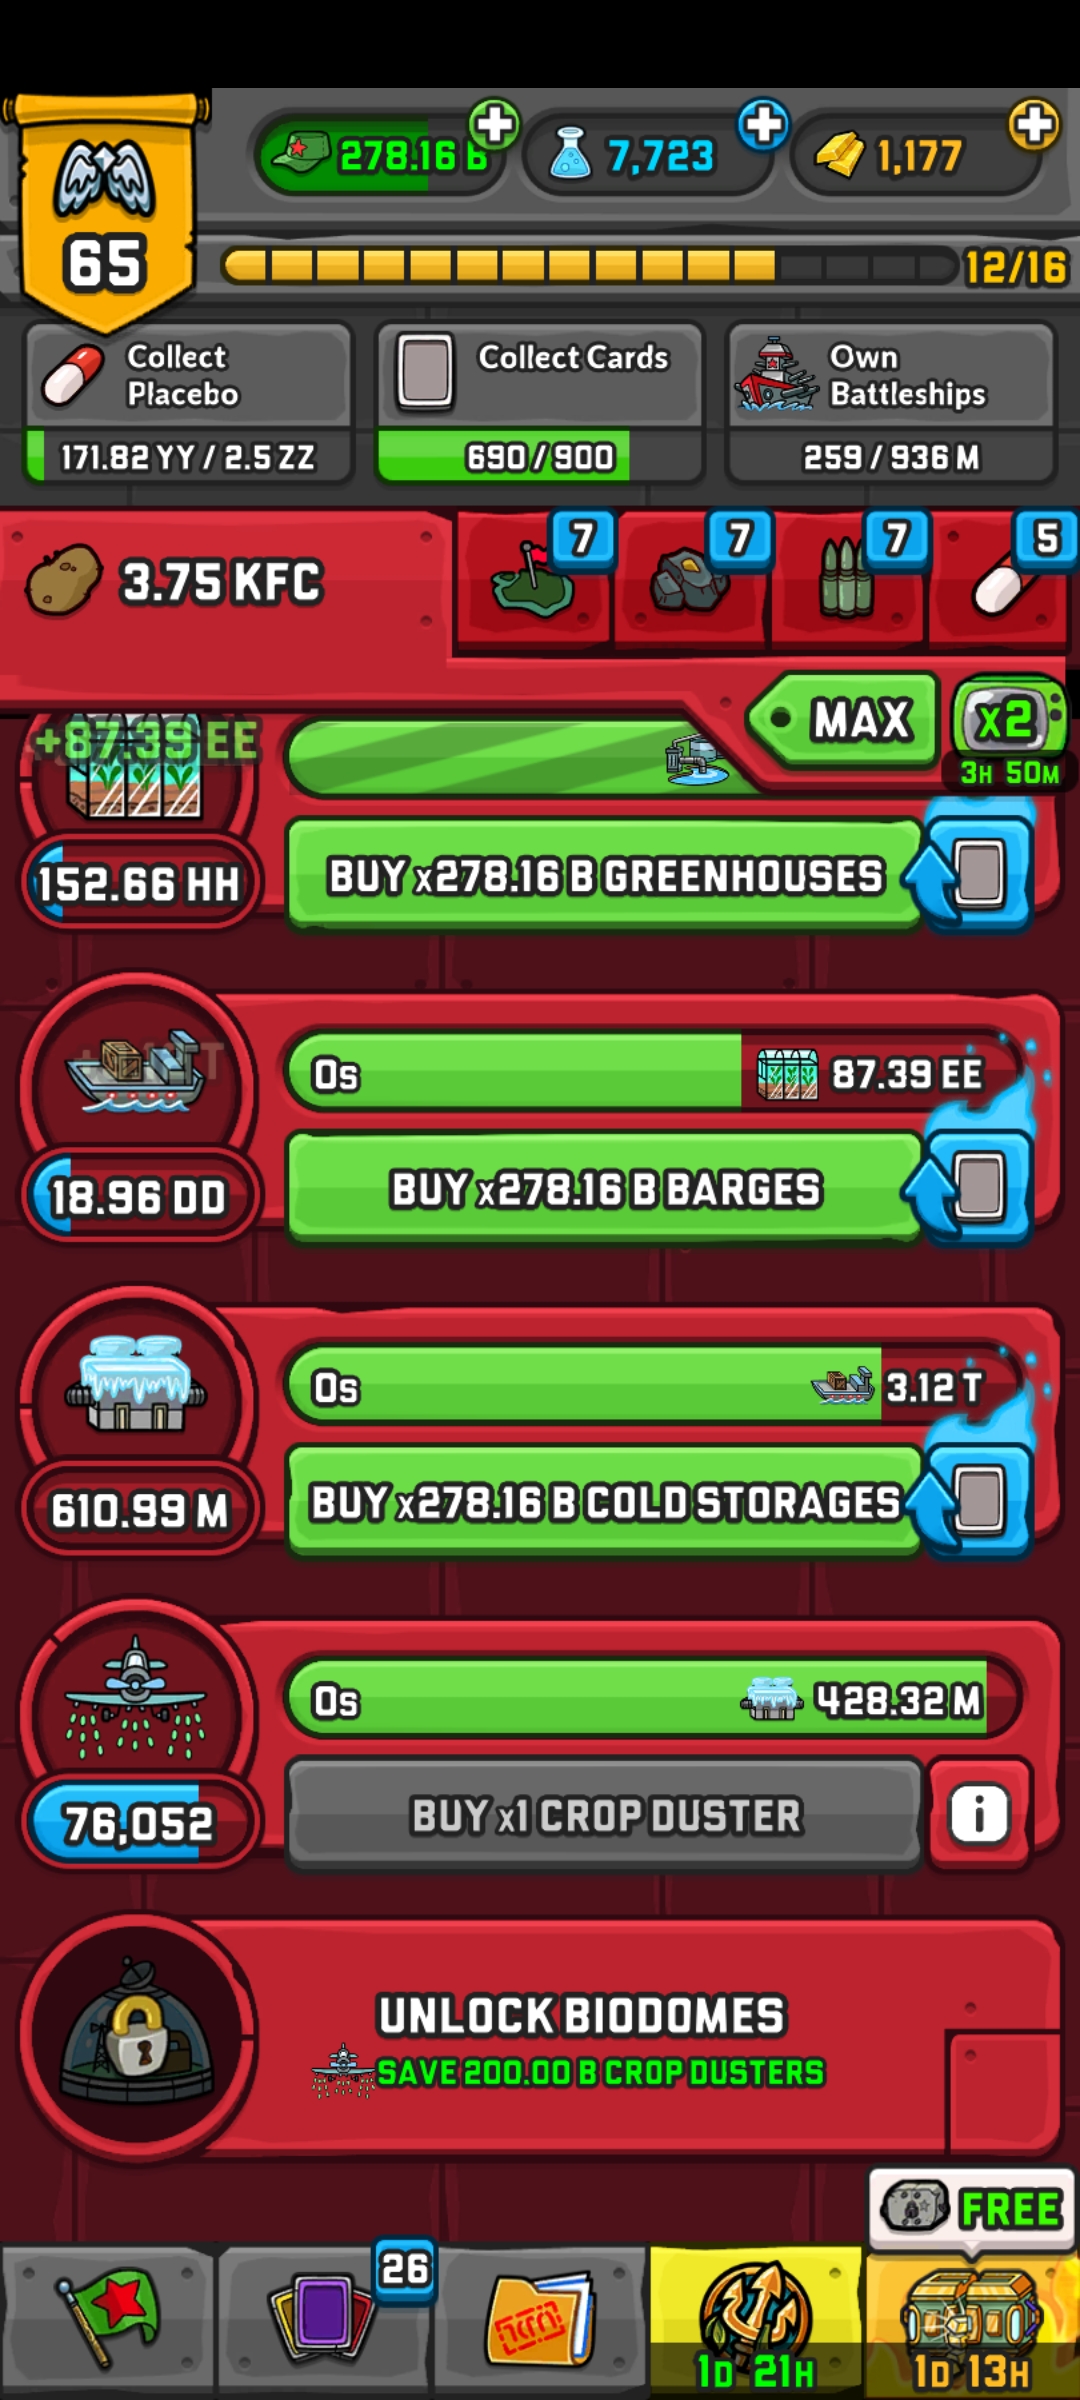 278.16 B
7,723
1,177
65
12/16
Collect
Placebo
171.82 YY / 2.5 ZZ
Collect Cards
690 / 900
Own
Battleships
259 / 936 M
3.75 KFC
7
7
7
5
MAX
x2
3H 50M
+87.39 EE
152.66 HH
BUY x278.16 B GREENHOUSES
0s
87.39 EE
18.96 DD
BUY x278.16 B BARGES
0s
3.12 T
610.99 M
BUY x278.16 B COLD STORAGES
0s
428.32 M
76,052
BUY x1 CROP DUSTER
i
UNLOCK BIODOMES
SAVE 200.00 B CROP DUSTERS
FREE
26
1D 21H
1D 13H